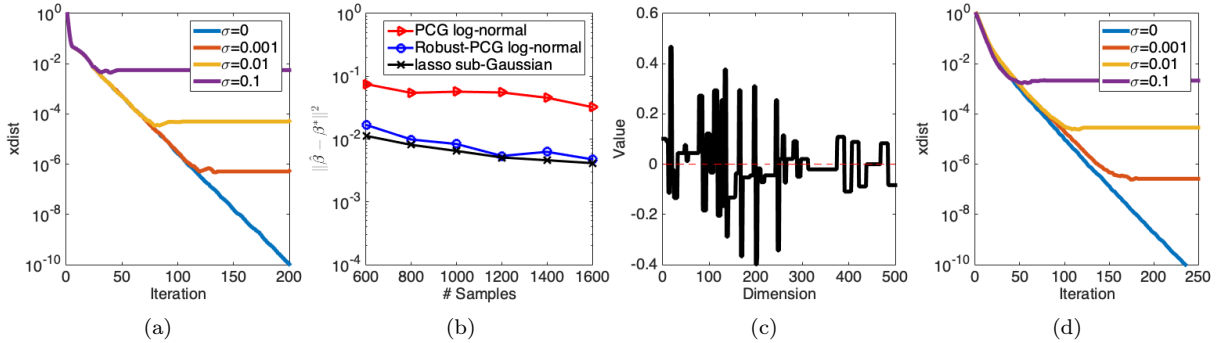 xdist
10^0
10^-2
10^-4
10^-6
10^-8
10^-10
0 50 100 150 200
Iteration
σ=0
σ=0.001
σ=0.01
σ=0.1
(a)
||β̂ − β*||²
10^0
10^-1
10^-2
10^-3
10^-4
600 800 1000 1200 1400 1600
# Samples
PCG log-normal
Robust-PCG log-normal
lasso sub-Gaussian
(b)
Value
0.6
0.4
0.2
0
-0.2
-0.4
0 100 200 300 400 500
Dimension
(c)
xdist
10^0
10^-2
10^-4
10^-6
10^-8
10^-10
0 50 100 150 200 250
Iteration
σ=0
σ=0.001
σ=0.01
σ=0.1
(d)